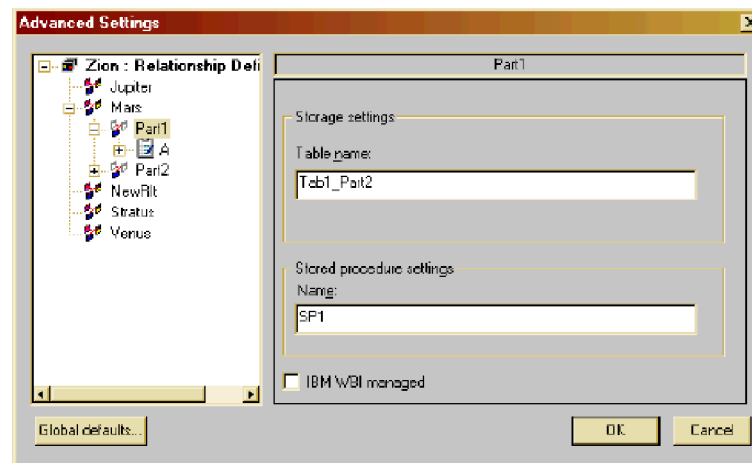 Advanced Settings
Zion : Relationship Defi
Jupiter
Mars
Part1
A
Part2
NewRlt
Stratus
Venus
Global defaults...
Part1
Storage settings
Table name:
Tab1_Part2
Stored procedure settings
Name:
SP1
IBM WBI managed
OK
Cancel